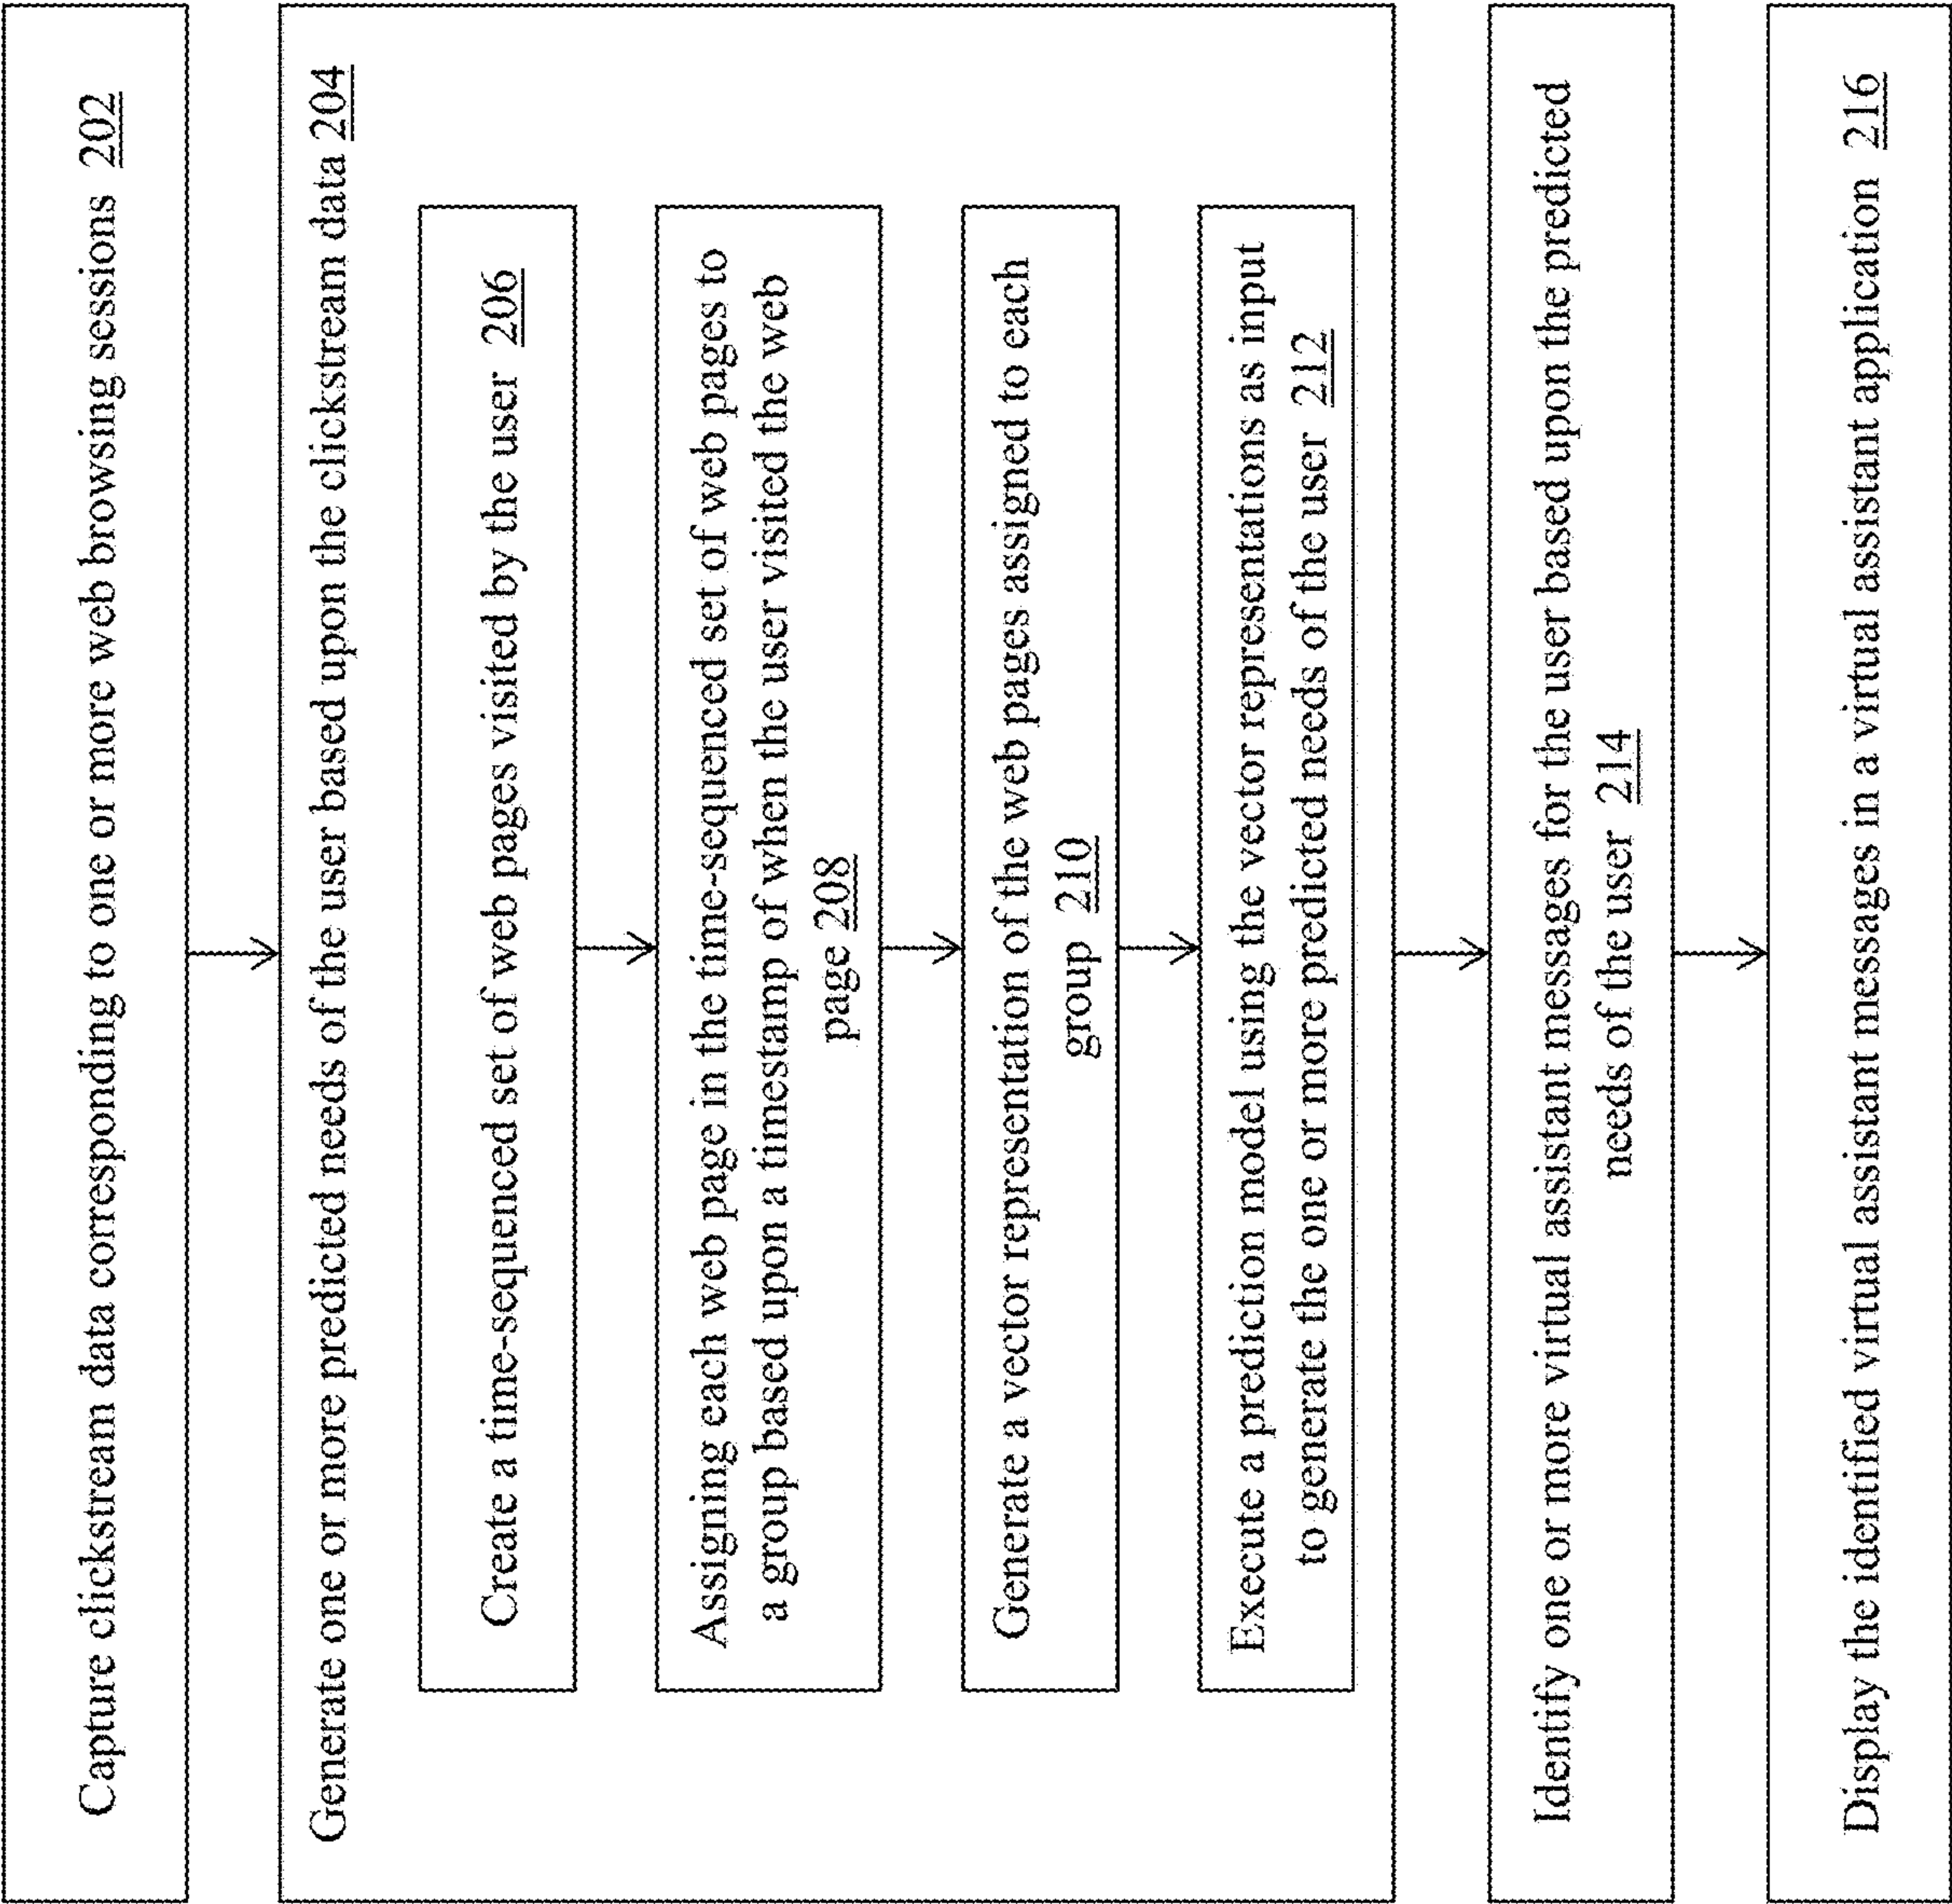 Capture clickstream data corresponding to one or more web browsing sessions 202
Generate one or more predicted needs of the user based upon the clickstream data 204
Create a time-sequenced set of web pages visited by the user 206
Assigning each web page in the time-sequenced set of web pages to
a group based upon a timestamp of when the user visited the web
page 208
Generate a vector representation of the web pages assigned to each
group 210
Execute a prediction model using the vector representations as input
to generate the one or more predicted needs of the user 212
Identify one or more virtual assistant messages for the user based upon the predicted
needs of the user 214
Display the identified virtual assistant messages in a virtual assistant application 216